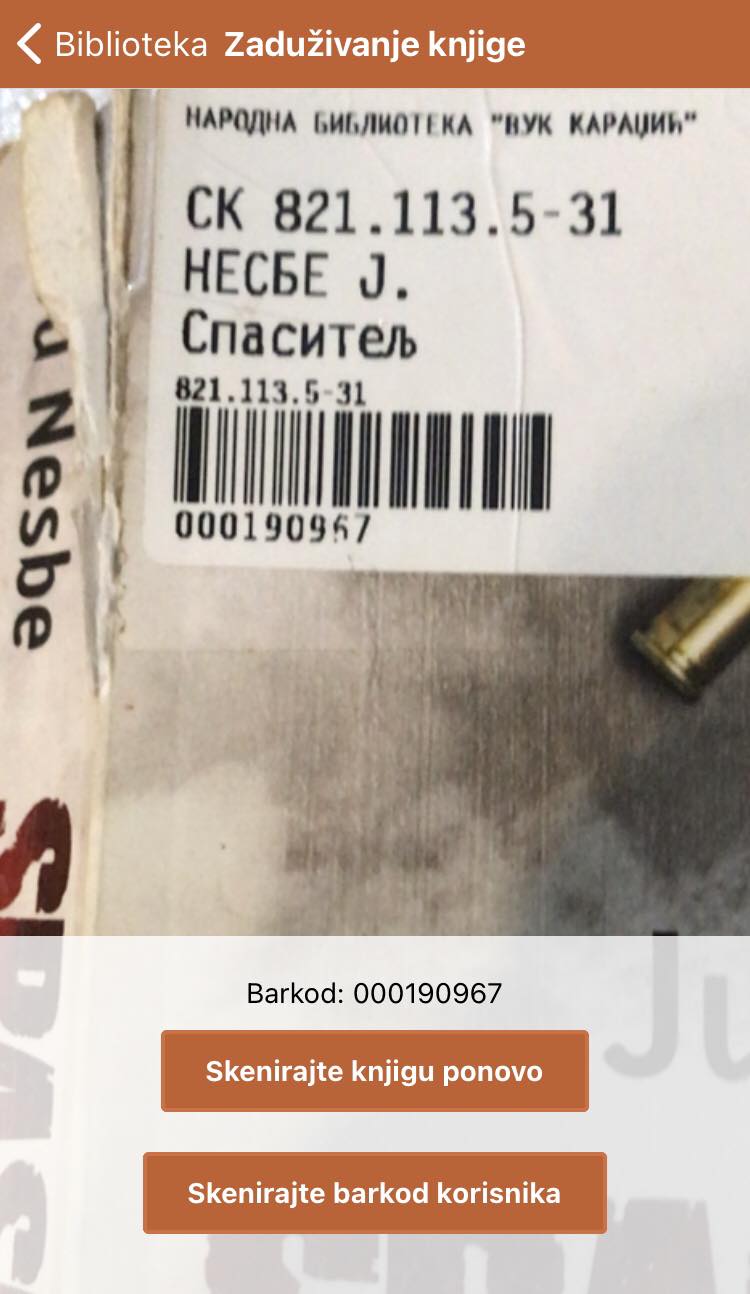 Biblioteka Zaduživanje knjige
НАРОДНА БИБЛИОТЕКА "ВУК КАРАЏИЋ"
СК 821.113.5-31
НЕСБЕ Ј.
Спаситељ
821.113.5-31
000190967
Nesbe
Barkod: 000190967
Skenirajte knjigu ponovo
Skenirajte barkod korisnika